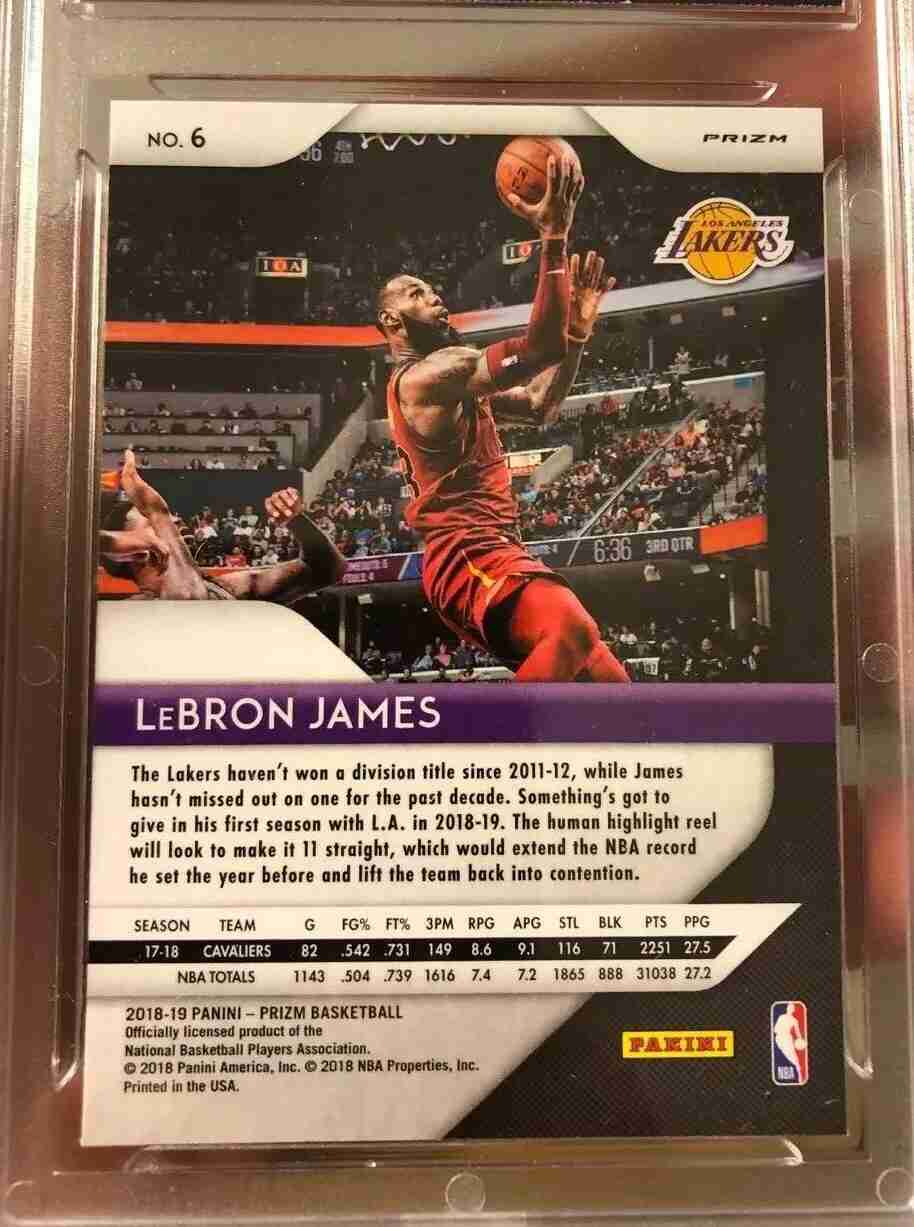 NO. 6
PRIZM
LOS ANGELES
LAKERS
6:36 3RD QTR
LeBRON JAMES
The Lakers haven't won a division title since 2011-12, while James
hasn't missed out on one for the past decade. Something's got to
give in his first season with L.A. in 2018-19. The human highlight reel
will look to make it 11 straight, which would extend the NBA record
he set the year before and lift the team back into contention.
SEASON TEAM G FG% FT% 3PM RPG APG STL BLK PTS PPG
17-18 CAVALIERS 82 .542 .731 149 8.6 9.1 116 71 2251 27.5
NBA TOTALS 1143 .504 .739 1616 7.4 7.2 1865 888 31038 27.2
2018-19 PANINI – PRIZM BASKETBALL
Officially licensed product of the
National Basketball Players Association.
© 2018 Panini America, Inc. © 2018 NBA Properties, Inc.
Printed in the USA.
PANINI
NBA